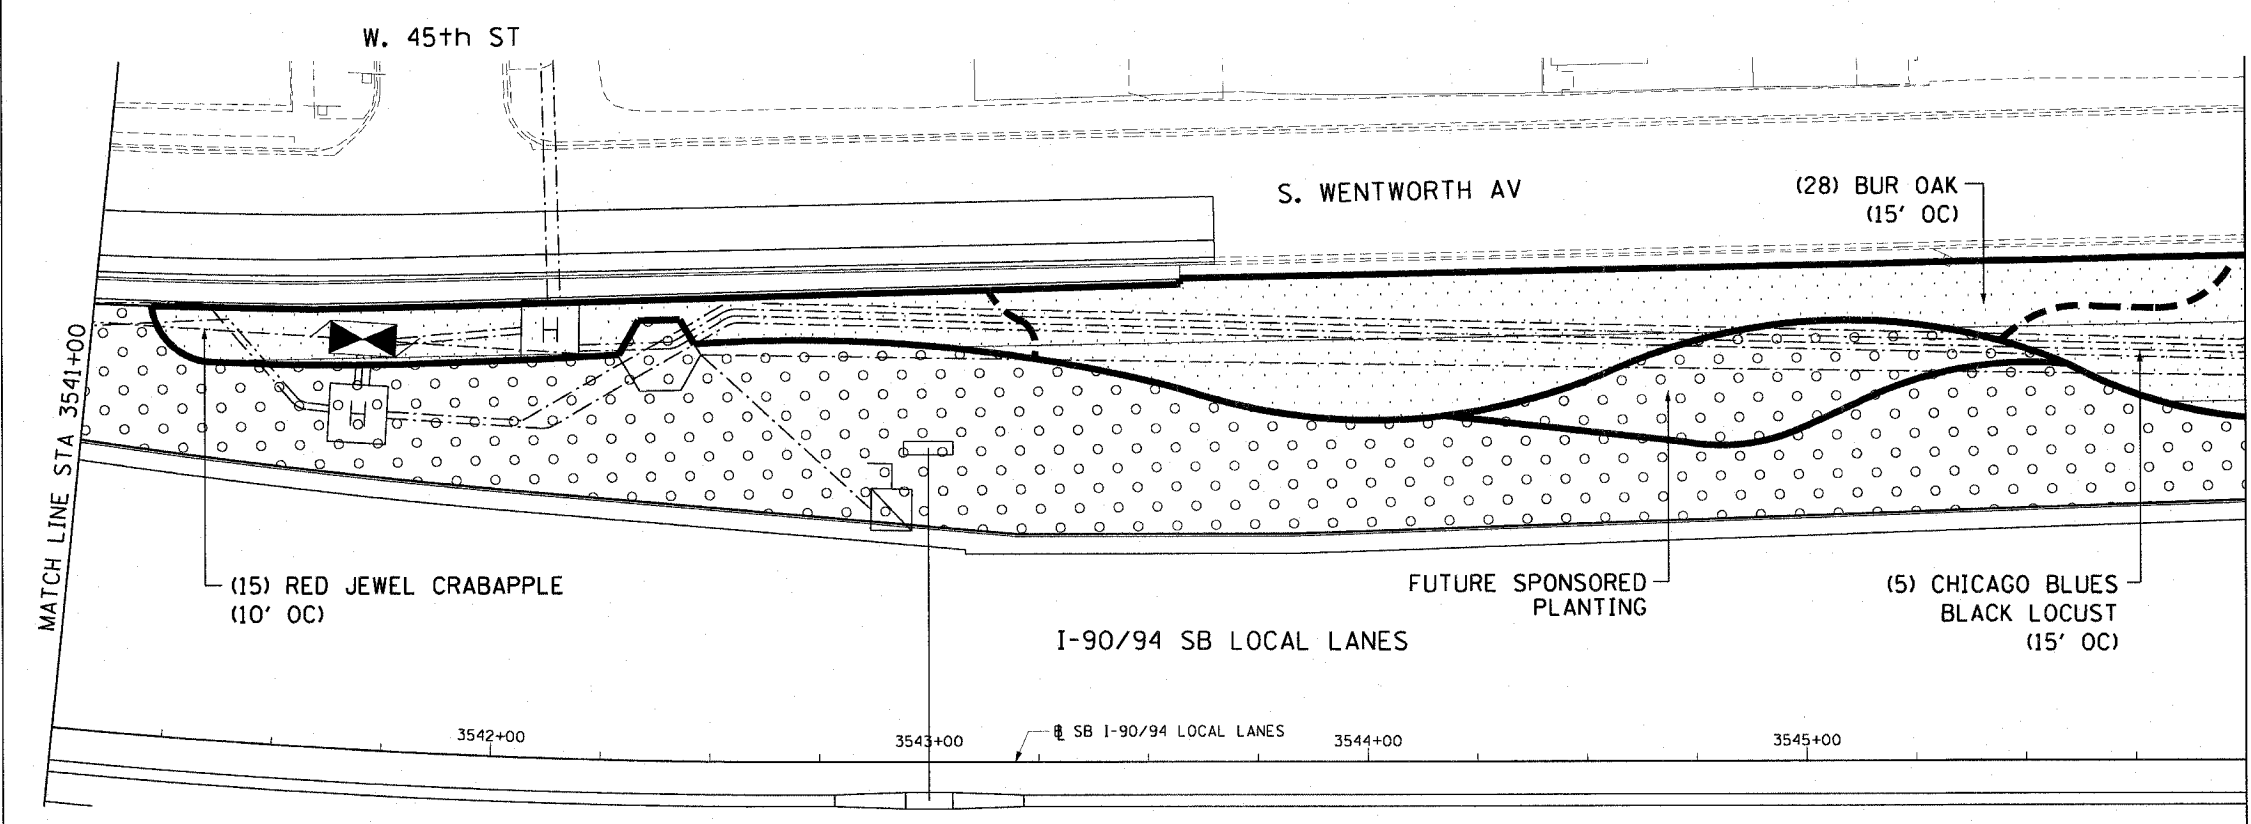 W. 45th ST
S. WENTWORTH AV
(28) BUR OAK
(15' OC)
MATCH LINE STA 3541+00
H
H
(15) RED JEWEL CRABAPPLE
(10' OC)
FUTURE SPONSORED
PLANTING
(5) CHICAGO BLUES
BLACK LOCUST
(15' OC)
I-90/94 SB LOCAL LANES
3542+00
3543+00
SB I-90/94 LOCAL LANES
3544+00
3545+00